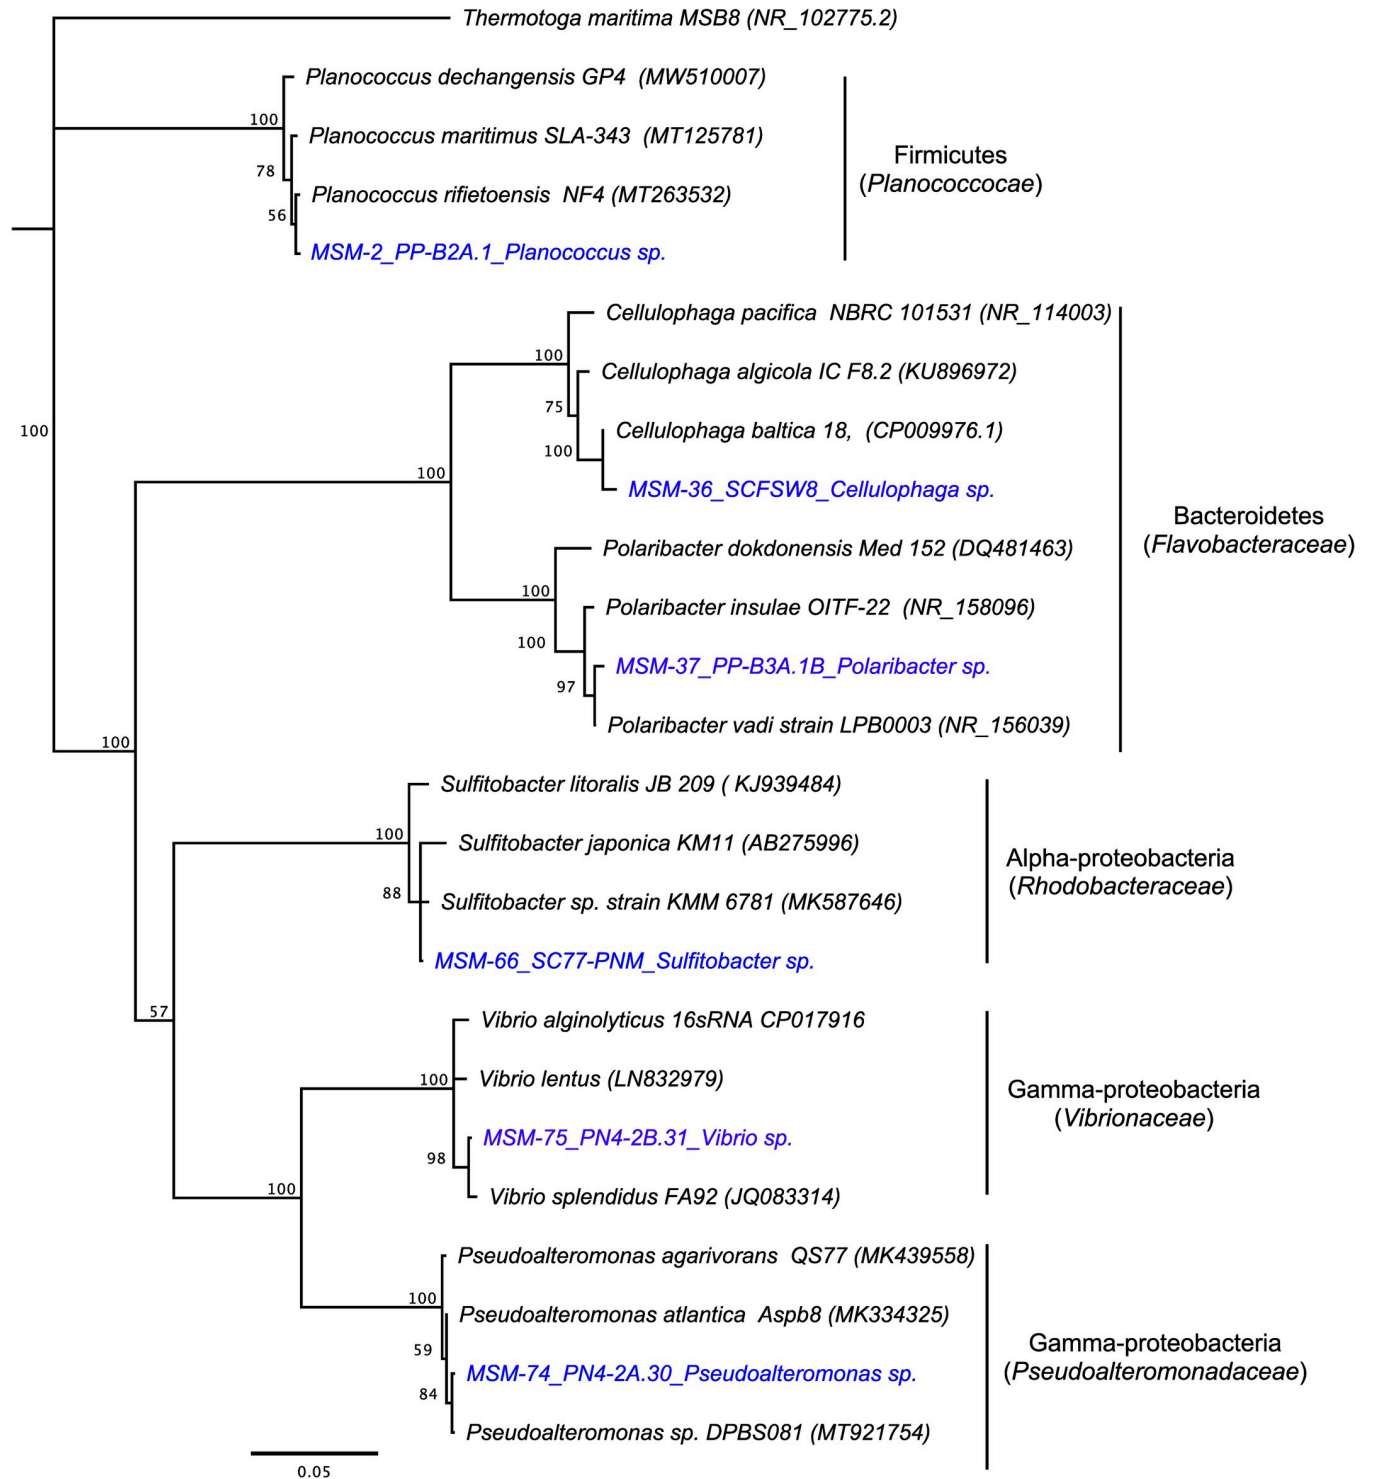 Thermotoga maritima MSB8 (NR_102775.2)
Planococcus dechangensis GP4 (MW510007)
100
Planococcus maritimus SLA-343 (MT125781)
Firmicutes
(Planococcocae)
78
Planococcus rifietoensis NF4 (MT263532)
56
MSM-2_PP-B2A.1_Planococcus sp.
Cellulophaga pacifica NBRC 101531 (NR_114003)
100
Cellulophaga algicola IC F8.2 (KU896972)
75
Cellulophaga baltica 18, (CP009976.1)
100
100
100
MSM-36_SCFSW8_Cellulophaga sp.
Bacteroidetes
(Flavobacteraceae)
Polaribacter dokdonensis Med 152 (DQ481463)
100
Polaribacter insulae OITF-22 (NR_158096)
100
MSM-37_PP-B3A.1B_Polaribacter sp.
97
Polaribacter vadi strain LPB0003 (NR_156039)
100
Sulfitobacter litoralis JB 209 ( KJ939484)
100
Sulfitobacter japonica KM11 (AB275996)
Alpha-proteobacteria
(Rhodobacteraceae)
88
Sulfitobacter sp. strain KMM 6781 (MK587646)
MSM-66_SC77-PNM_Sulfitobacter sp.
57
Vibrio alginolyticus 16sRNA CP017916
100
Vibrio lentus (LN832979)
Gamma-proteobacteria
(Vibrionaceae)
MSM-75_PN4-2B.31_Vibrio sp.
98
100
Vibrio splendidus FA92 (JQ083314)
Pseudoalteromonas agarivorans QS77 (MK439558)
100
Pseudoalteromonas atlantica Aspb8 (MK334325)
Gamma-proteobacteria
(Pseudoalteromonadaceae)
59
MSM-74_PN4-2A.30_Pseudoalteromonas sp.
84
Pseudoalteromonas sp. DPBS081 (MT921754)
0.05